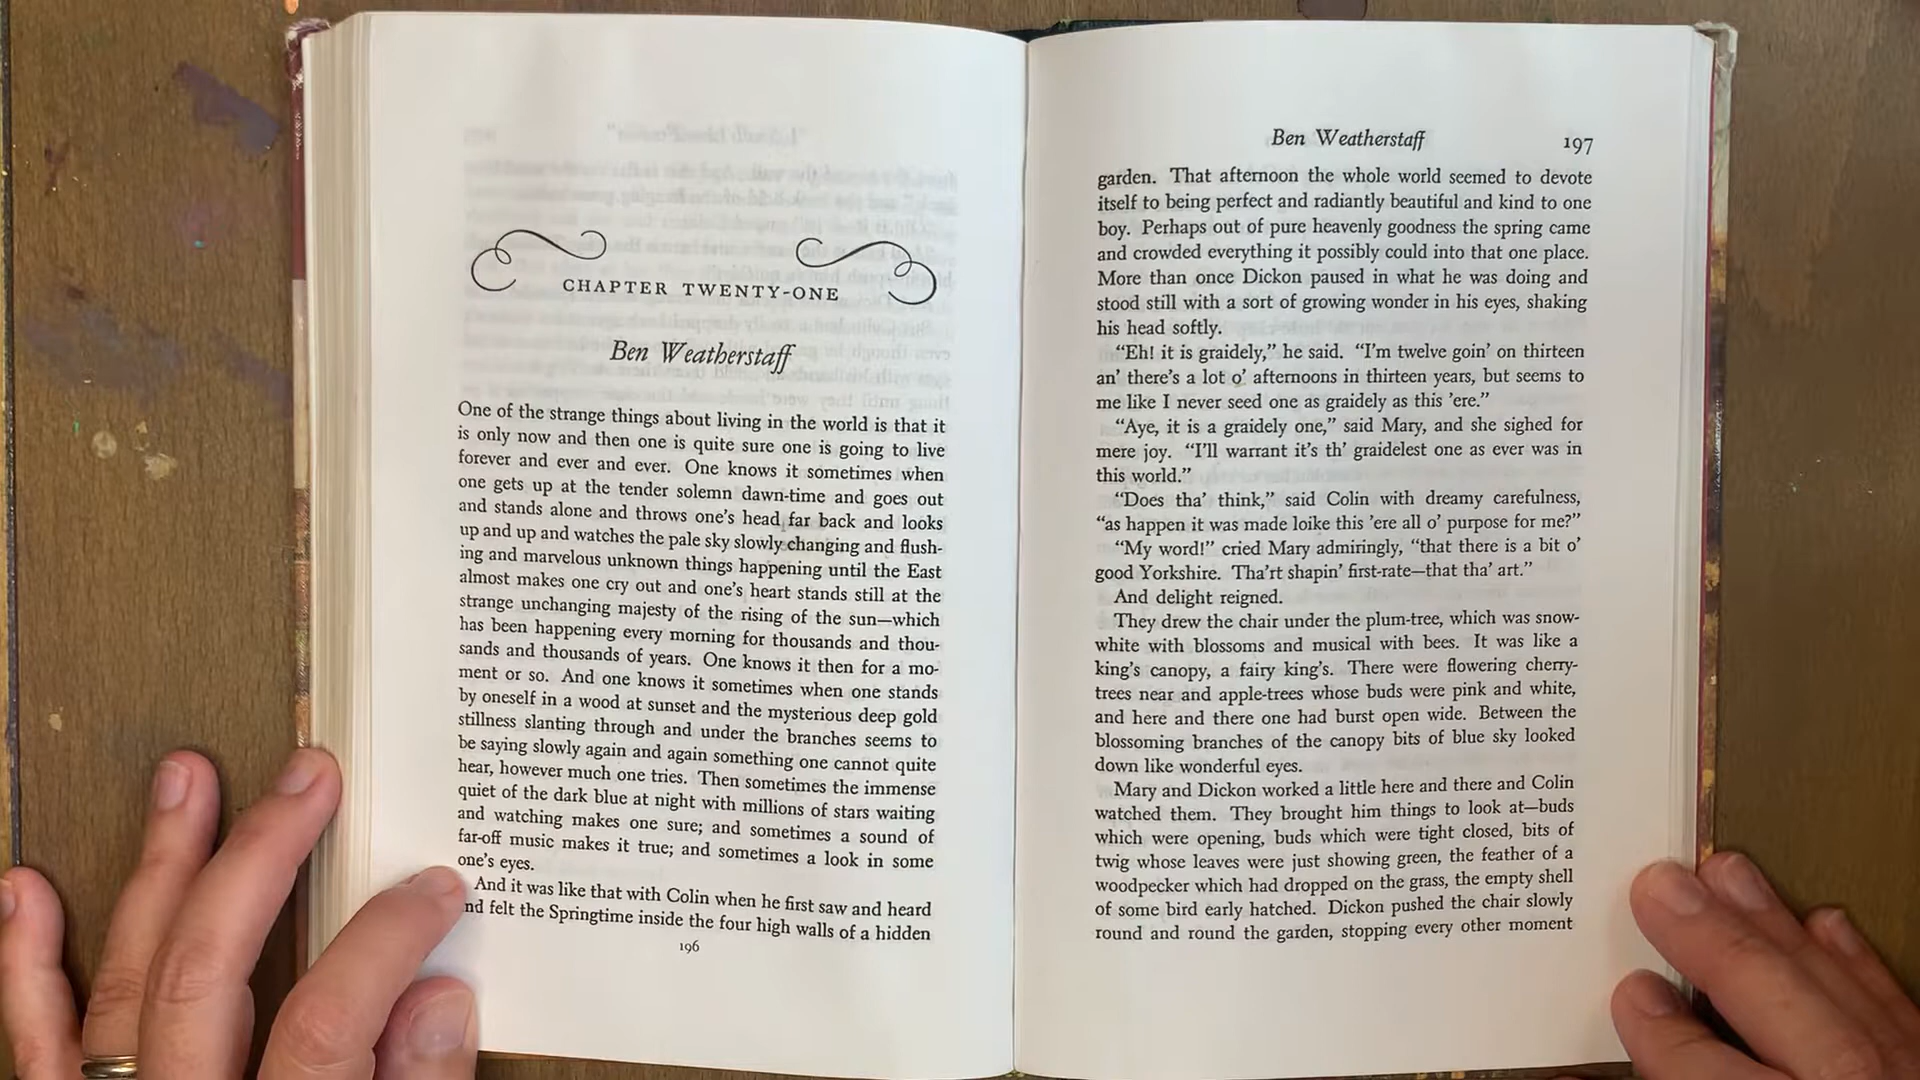 CHAPTER TWENTY-ONE
Ben Weatherstaff
One of the strange things about living in the world is that it
is only now and then one is quite sure one is going to live
forever and ever and ever. One knows it sometimes when
one gets up at the tender solemn dawn-time and goes out
and stands alone and throws one's head far back and looks
up and up and watches the pale sky slowly changing and flush-
ing and marvelous unknown things happening until the East
almost makes one cry out and one's heart stands still at the
strange unchanging majesty of the rising of the sun—which
has been happening every morning for thousands and thou-
sands and thousands of years. One knows it then for a mo-
ment or so. And one knows it sometimes when one stands
by oneself in a wood at sunset and the mysterious deep gold
stillness slanting through and under the branches seems to
be saying slowly again and again something one cannot quite
hear, however much one tries. Then sometimes the immense
quiet of the dark blue at night with millions of stars waiting
and watching makes one sure; and sometimes a sound of
far-off music makes it true; and sometimes a look in some
one's eyes.
And it was like that with Colin when he first saw and heard
nd felt the Springtime inside the four high walls of a hidden
196
Ben Weatherstaff 197
garden. That afternoon the whole world seemed to devote
itself to being perfect and radiantly beautiful and kind to one
boy. Perhaps out of pure heavenly goodness the spring came
and crowded everything it possibly could into that one place.
More than once Dickon paused in what he was doing and
stood still with a sort of growing wonder in his eyes, shaking
his head softly.
"Eh! it is graidely," he said. "I'm twelve goin' on thirteen
an' there's a lot o' afternoons in thirteen years, but seems to
me like I never seed one as graidely as this 'ere."
"Aye, it is a graidely one," said Mary, and she sighed for
mere joy. "I'll warrant it's th' graidelest one as ever was in
this world."
"Does tha' think," said Colin with dreamy carefulness,
"as happen it was made loike this 'ere all o' purpose for me?"
"My word!" cried Mary admiringly, "that there is a bit o'
good Yorkshire. Tha'rt shapin' first-rate—that tha' art."
And delight reigned.
They drew the chair under the plum-tree, which was snow-
white with blossoms and musical with bees. It was like a
king's canopy, a fairy king's. There were flowering cherry-
trees near and apple-trees whose buds were pink and white,
and here and there one had burst open wide. Between the
blossoming branches of the canopy bits of blue sky looked
down like wonderful eyes.
Mary and Dickon worked a little here and there and Colin
watched them. They brought him things to look at—buds
which were opening, buds which were tight closed, bits of
twig whose leaves were just showing green, the feather of a
woodpecker which had dropped on the grass, the empty shell
of some bird early hatched. Dickon pushed the chair slowly
round and round the garden, stopping every other moment